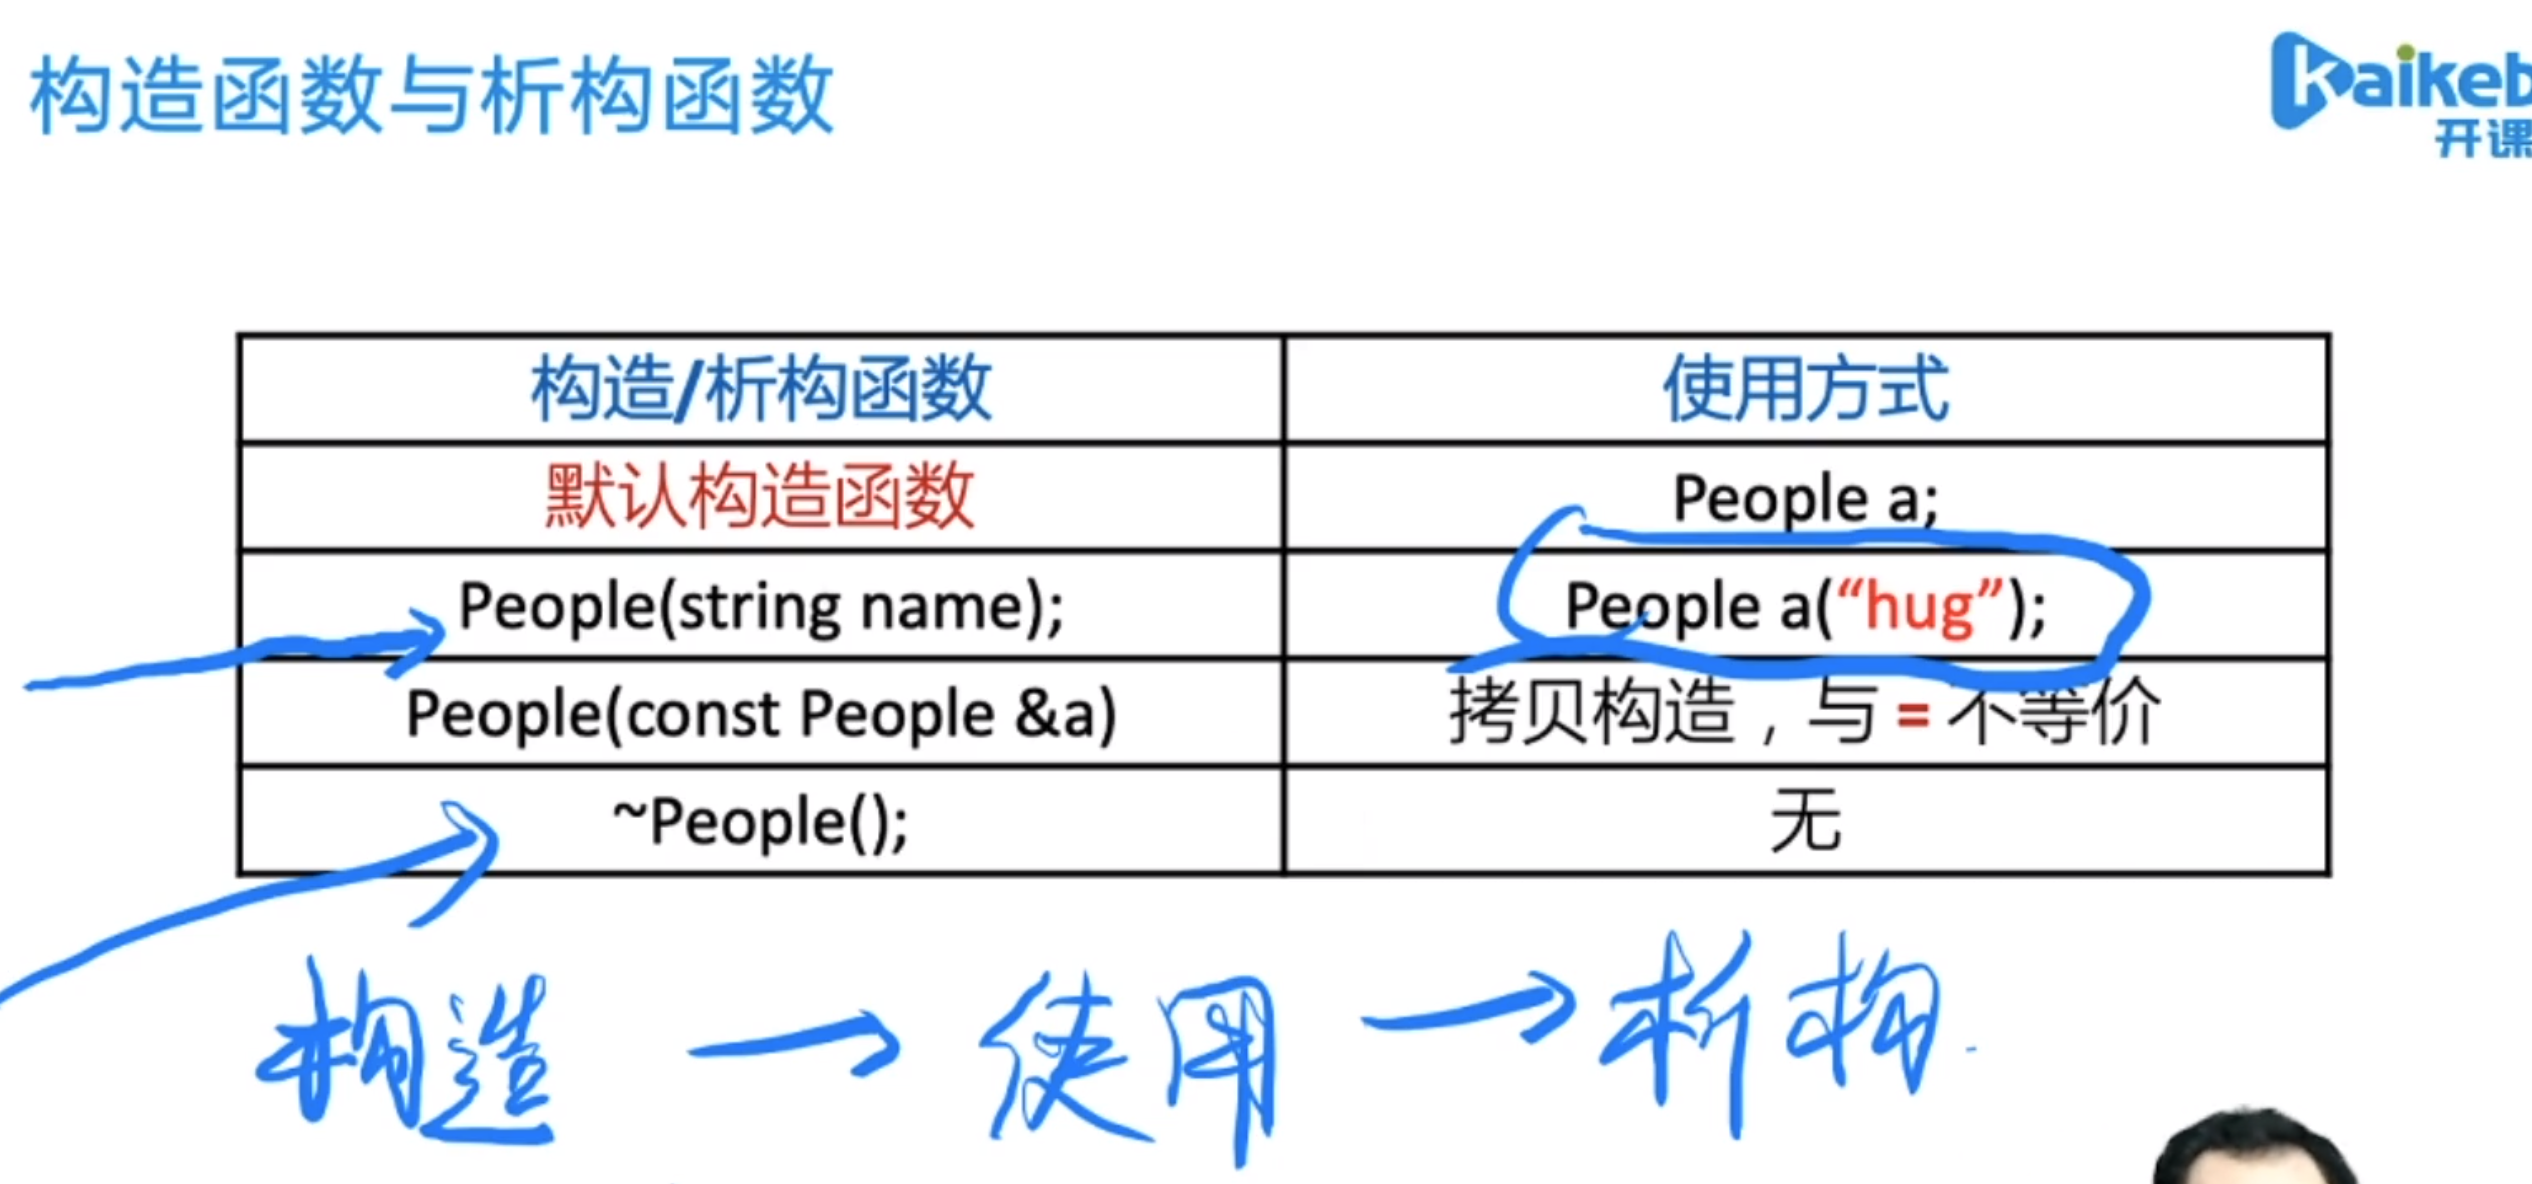 构造函数与析构函数
kaikeb
开课
构造/析构函数 使用方式
默认构造函数 People a;
People(string name); People a(“hug”);
People(const People &a) 拷贝构造，与 = 不等价
~People(); 无
构造 → 使用 → 析构